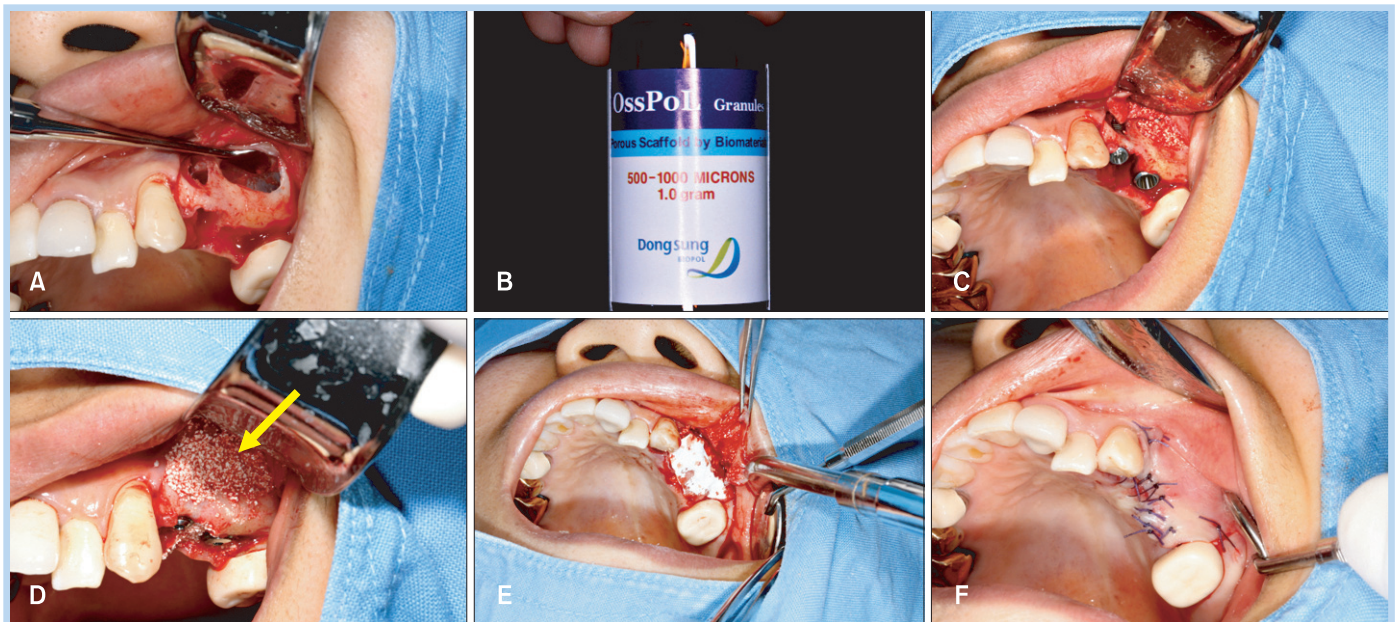 A
B
OssPoL Granules
Porous Scaffold by Biomaterial
500-1000 MICRONS
1.0 gram
Dongsung
BIOPOL
C
D
E
F